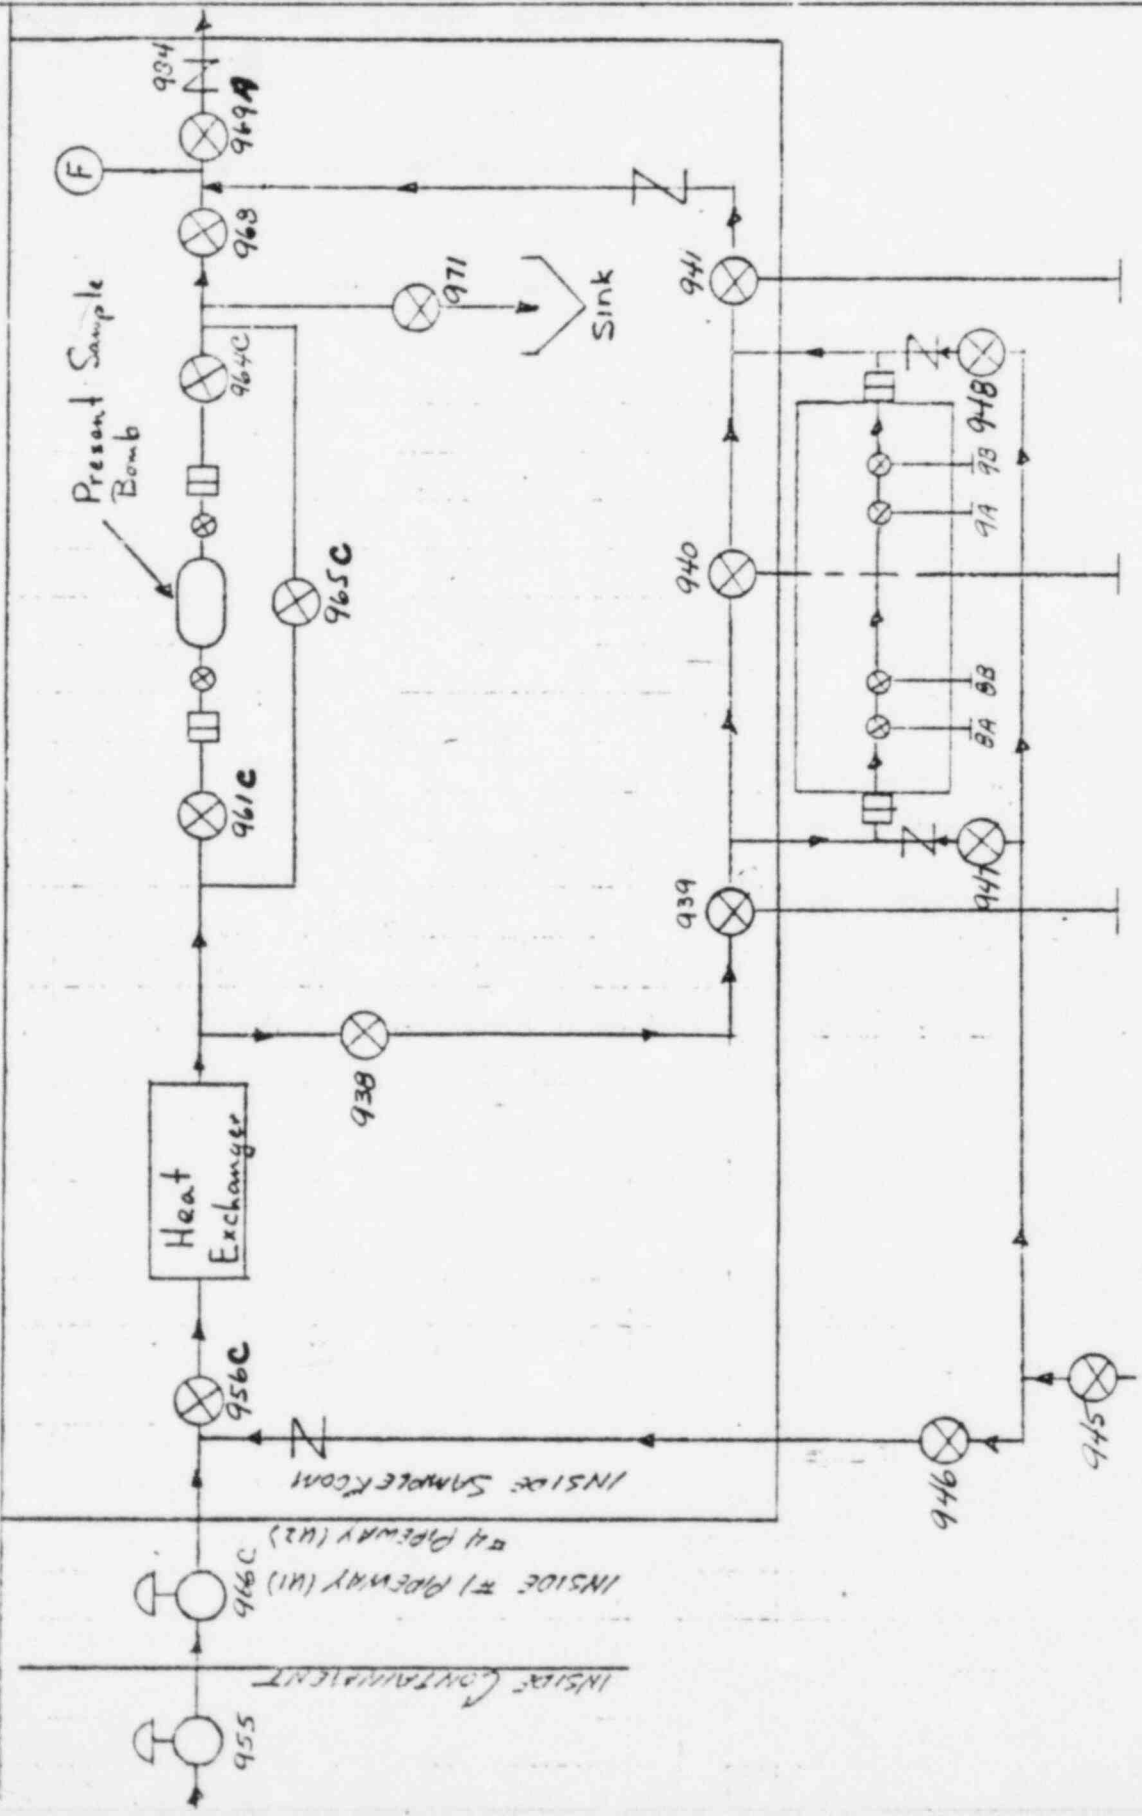 934
969A
F
968
971
Sink
964C
Present Sample
Bomb
965C
961C
941
948
9B
9A
940
8B
8A
947
939
938
Heat
Exchanger
956C
INSIDE SAMPLE ROOM
946
945
#4 PIPEWAY (U2)
INSIDE #1 PIPEWAY (U1)
966C
INSIDE CONTAINMENT
955